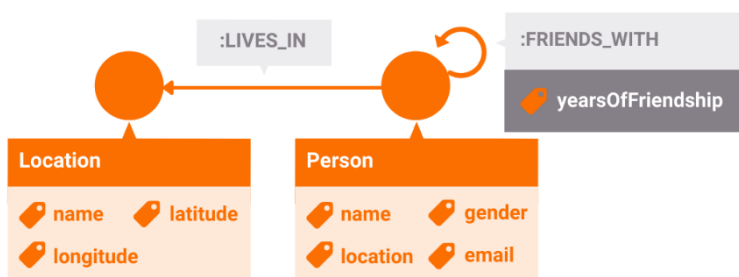 :LIVES_IN
:FRIENDS_WITH
yearsOfFriendship
Location
name latitude
longitude
Person
name gender
location email